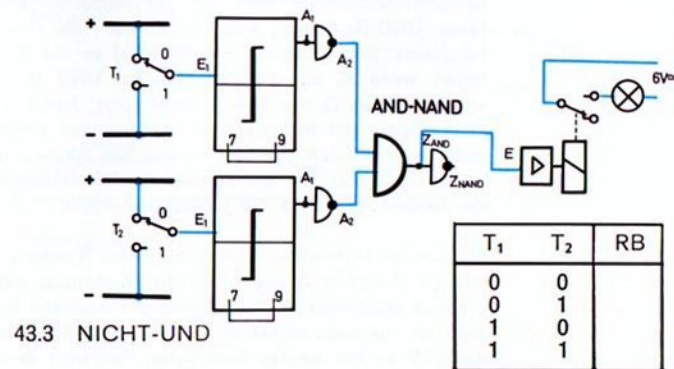 +
0
T₁
1
E₁
7 9
-
A₁
A₂
AND-NAND
Z_AND
Z_NAND
E
6V
+
0
T₂
1
E₁
7 9
-
A₁
A₂
43.3 NICHT-UND
T₁ T₂ RB
0 0
0 1
1 0
1 1